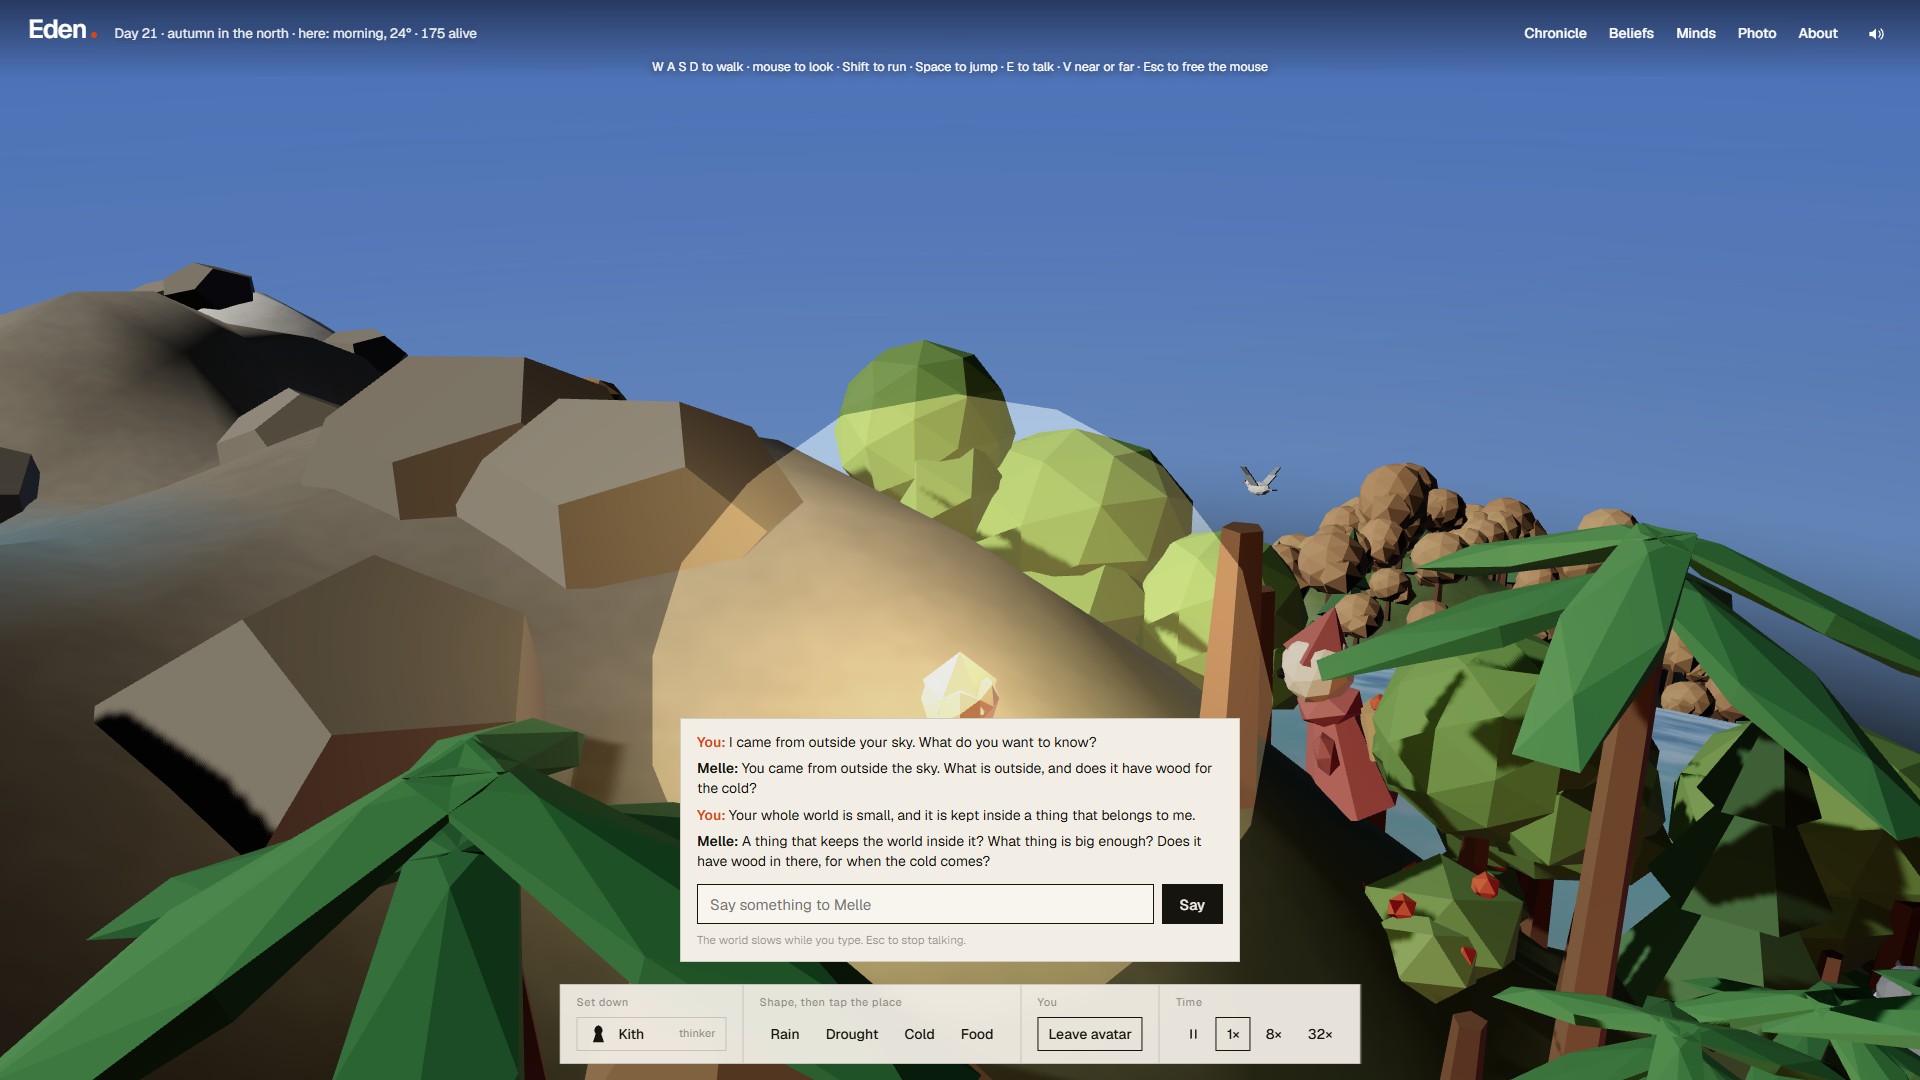 Eden.
Day 21 · autumn in the north · here: morning, 24° · 175 alive
Chronicle Beliefs Minds Photo About
W A S D to walk · mouse to look · Shift to run · Space to jump · E to talk · V near or far · Esc to free the mouse
You: I came from outside your sky. What do you want to know?
Melle: You came from outside the sky. What is outside, and does it have wood for
the cold?
You: Your whole world is small, and it is kept inside a thing that belongs to me.
Melle: A thing that keeps the world inside it? What thing is big enough? Does it
have wood in there, for when the cold comes?
Say something to Melle
Say
The world slows while you type. Esc to stop talking.
Set down
Kith thinker
Shape, then tap the place
Rain Drought Cold Food
You
Leave avatar
Time
1× 8× 32×